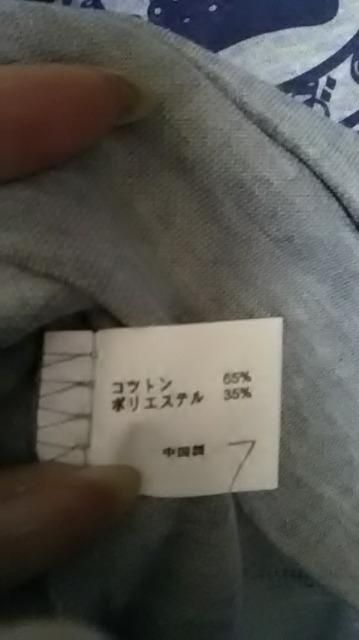 コットン 65%
ポリエステル 35%
中国製
7